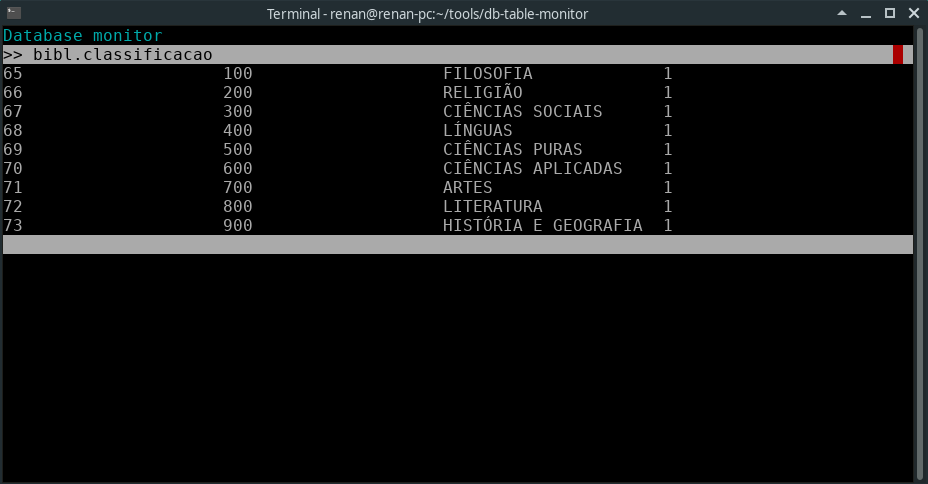 Terminal - renan@renan-pc:~/tools/db-table-monitor
Database monitor
>> bibl.classificacao
65 100 FILOSOFIA 1
66 200 RELIGIÃO 1
67 300 CIÊNCIAS SOCIAIS 1
68 400 LÍNGUAS 1
69 500 CIÊNCIAS PURAS 1
70 600 CIÊNCIAS APLICADAS 1
71 700 ARTES 1
72 800 LITERATURA 1
73 900 HISTÓRIA E GEOGRAFIA 1